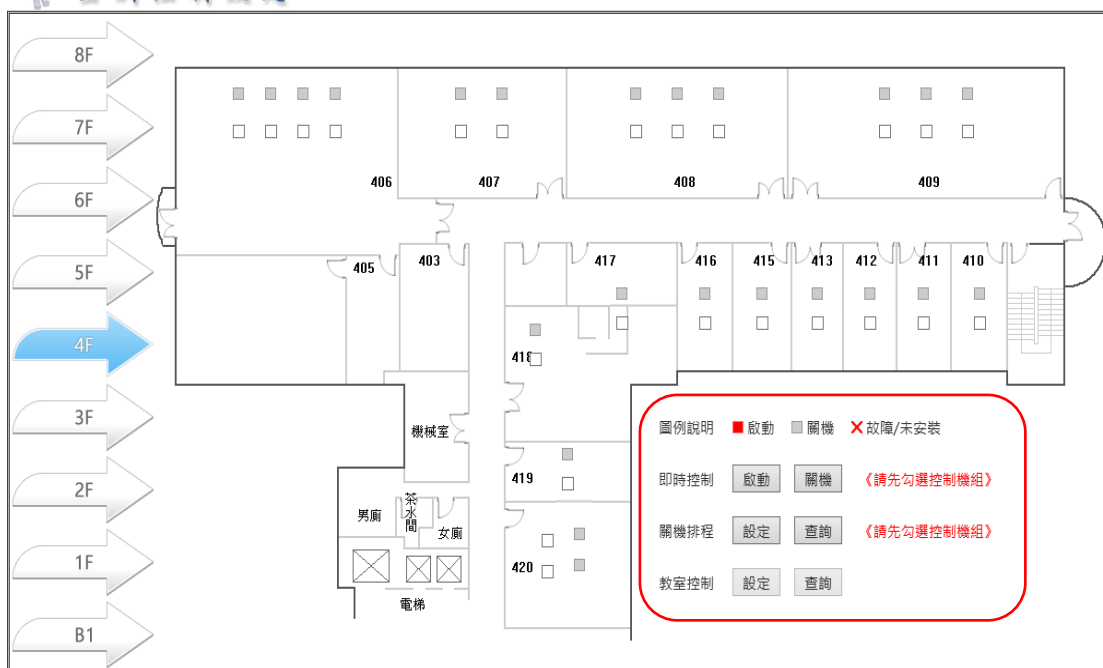 8F
7F
6F
5F
4F
3F
2F
1F
B1
406
407
408
409
405
403
417
416
415
413
412
411
410
418
419
420
機械室
男廁
茶水間
女廁
電梯
圖例說明 啟動 關機 故障/未安裝
即時控制 啟動 關機 《請先勾選控制機組》
關機排程 設定 查詢 《請先勾選控制機組》
教室控制 設定 查詢